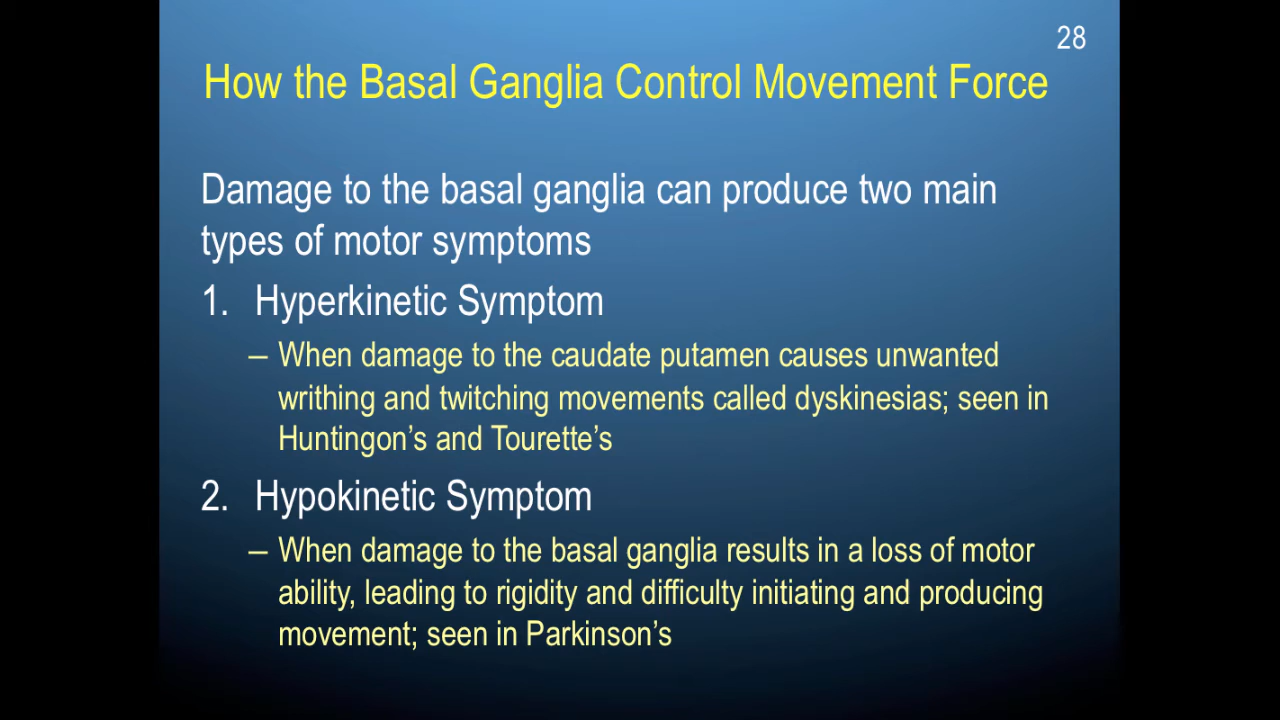 28
How the Basal Ganglia Control Movement Force
Damage to the basal ganglia can produce two main
types of motor symptoms
1. Hyperkinetic Symptom
– When damage to the caudate putamen causes unwanted
writhing and twitching movements called dyskinesias; seen in
Huntingon’s and Tourette’s
2. Hypokinetic Symptom
– When damage to the basal ganglia results in a loss of motor
ability, leading to rigidity and difficulty initiating and producing
movement; seen in Parkinson’s